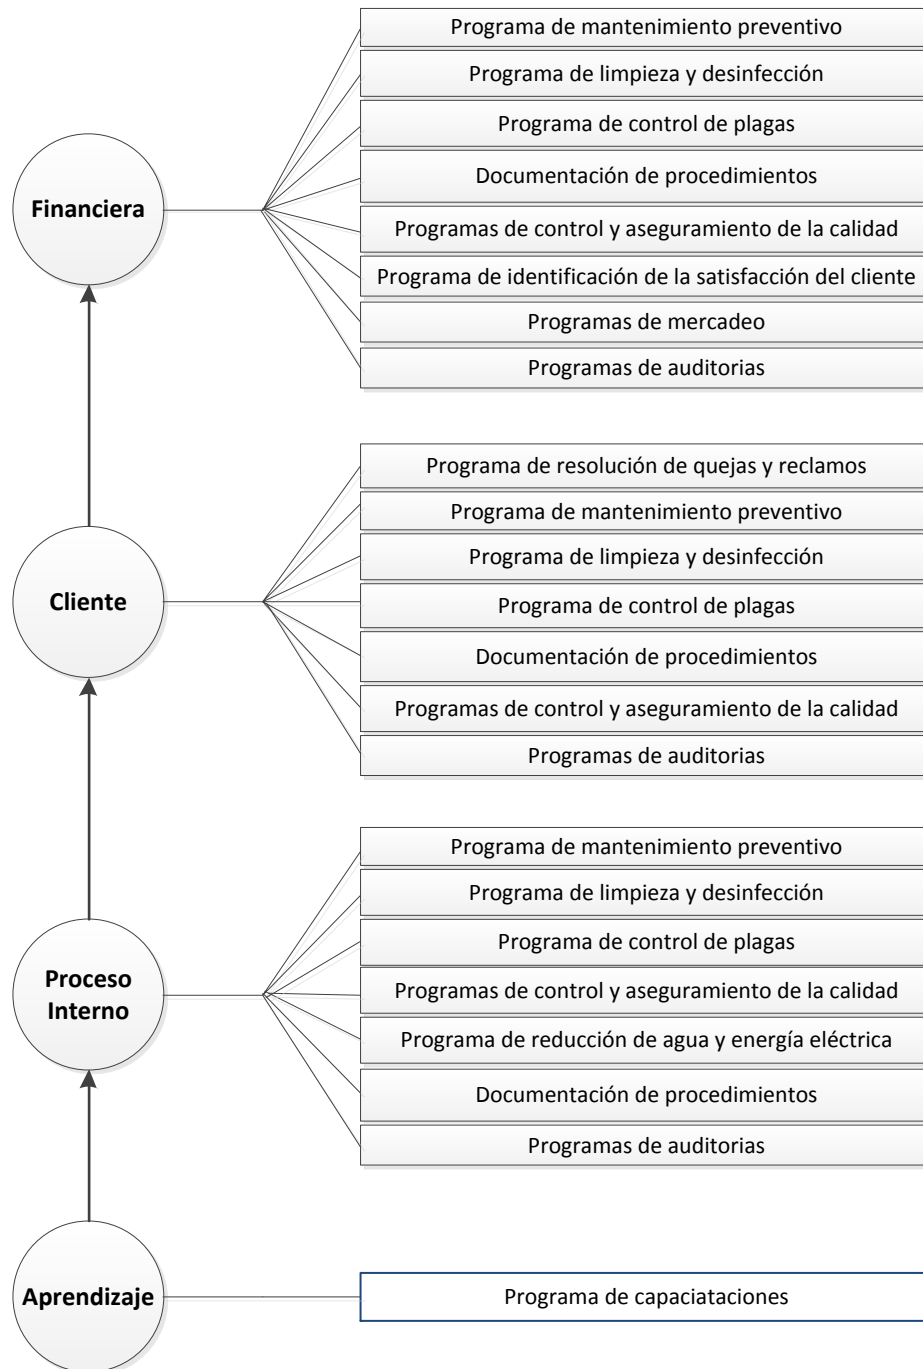 Financiera
Programa de mantenimiento preventivo
Programa de limpieza y desinfección
Programa de control de plagas
Documentación de procedimientos
Programas de control y aseguramiento de la calidad
Programa de identificación de la satisfacción del cliente
Programas de mercadeo
Programas de auditorias
Cliente
Programa de resolución de quejas y reclamos
Programa de mantenimiento preventivo
Programa de limpieza y desinfección
Programa de control de plagas
Documentación de procedimientos
Programas de control y aseguramiento de la calidad
Programas de auditorias
Proceso
Interno
Programa de mantenimiento preventivo
Programa de limpieza y desinfección
Programa de control de plagas
Programas de control y aseguramiento de la calidad
Programa de reducción de agua y energía eléctrica
Documentación de procedimientos
Programas de auditorias
Aprendizaje
Programa de capaciataciones